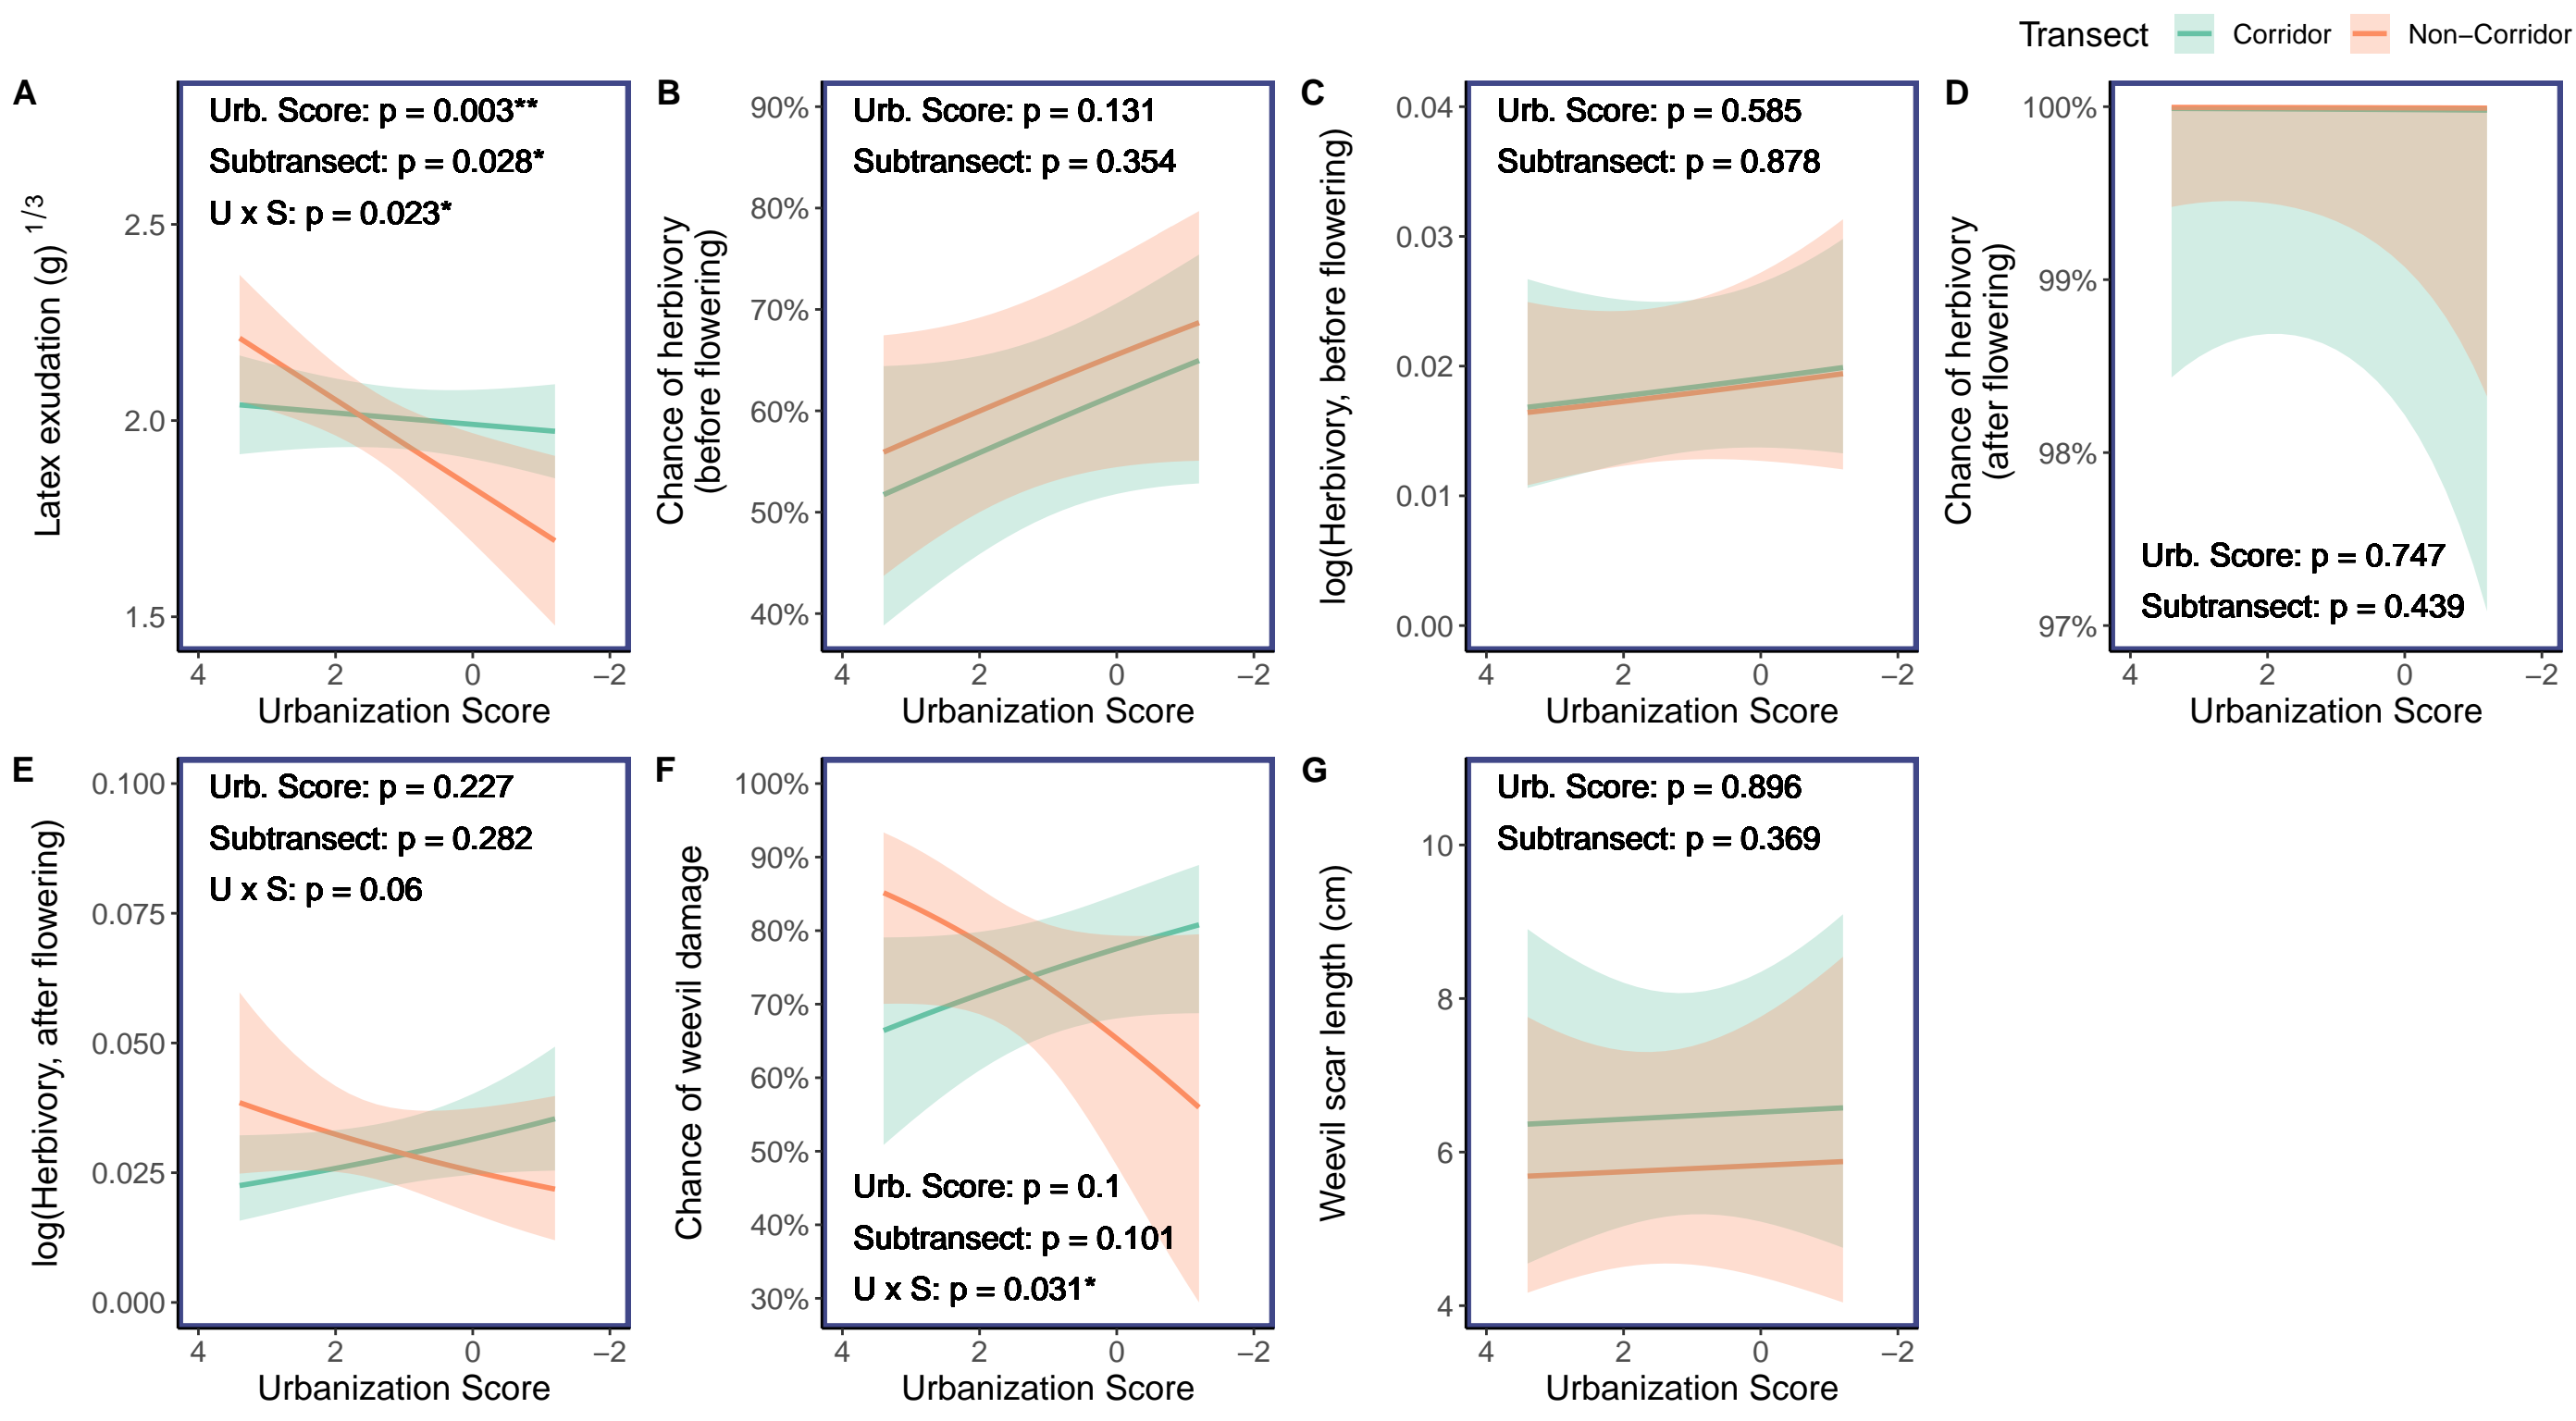 Transect Corridor Non−Corridor
A
Urb. Score: p = 0.003**
Subtransect: p = 0.028*
U x S: p = 0.023*
Latex exudation (g) 1/3
2.5
2.0
1.5
4 2 0 −2
Urbanization Score
B
Urb. Score: p = 0.131
Subtransect: p = 0.354
Chance of herbivory
(before flowering)
90%
80%
70%
60%
50%
40%
4 2 0 −2
Urbanization Score
C
Urb. Score: p = 0.585
Subtransect: p = 0.878
log(Herbivory, before flowering)
0.04
0.03
0.02
0.01
0.00
4 2 0 −2
Urbanization Score
D
Chance of herbivory
(after flowering)
100%
99%
98%
97%
Urb. Score: p = 0.747
Subtransect: p = 0.439
4 2 0 −2
Urbanization Score
E
Urb. Score: p = 0.227
Subtransect: p = 0.282
U x S: p = 0.06
log(Herbivory, after flowering)
0.100
0.075
0.050
0.025
0.000
4 2 0 −2
Urbanization Score
F
Chance of weevil damage
100%
90%
80%
70%
60%
50%
40%
30%
Urb. Score: p = 0.1
Subtransect: p = 0.101
U x S: p = 0.031*
4 2 0 −2
Urbanization Score
G
Urb. Score: p = 0.896
Subtransect: p = 0.369
Weevil scar length (cm)
10
8
6
4
4 2 0 −2
Urbanization Score